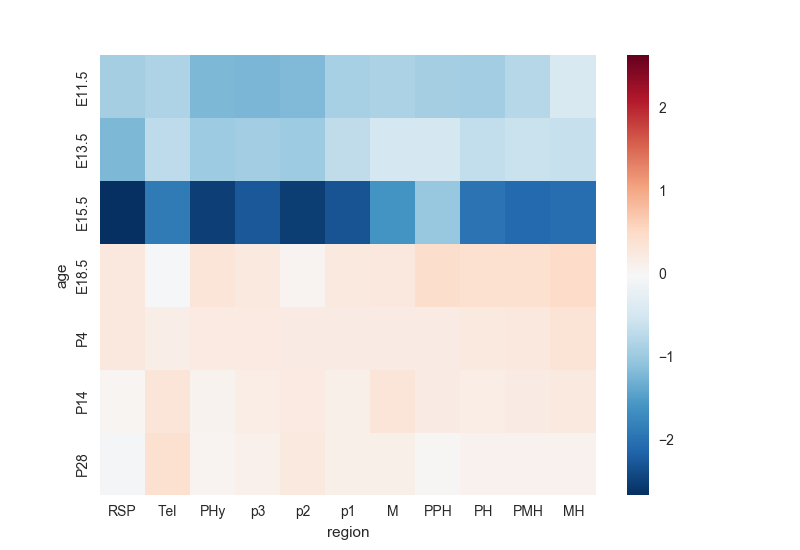 E11.5
E13.5
E15.5
E18.5
P4
P14
P28
age
RSP Tel PHy p3 p2 p1 M PPH PH PMH MH
region
2
1
0
−1
−2